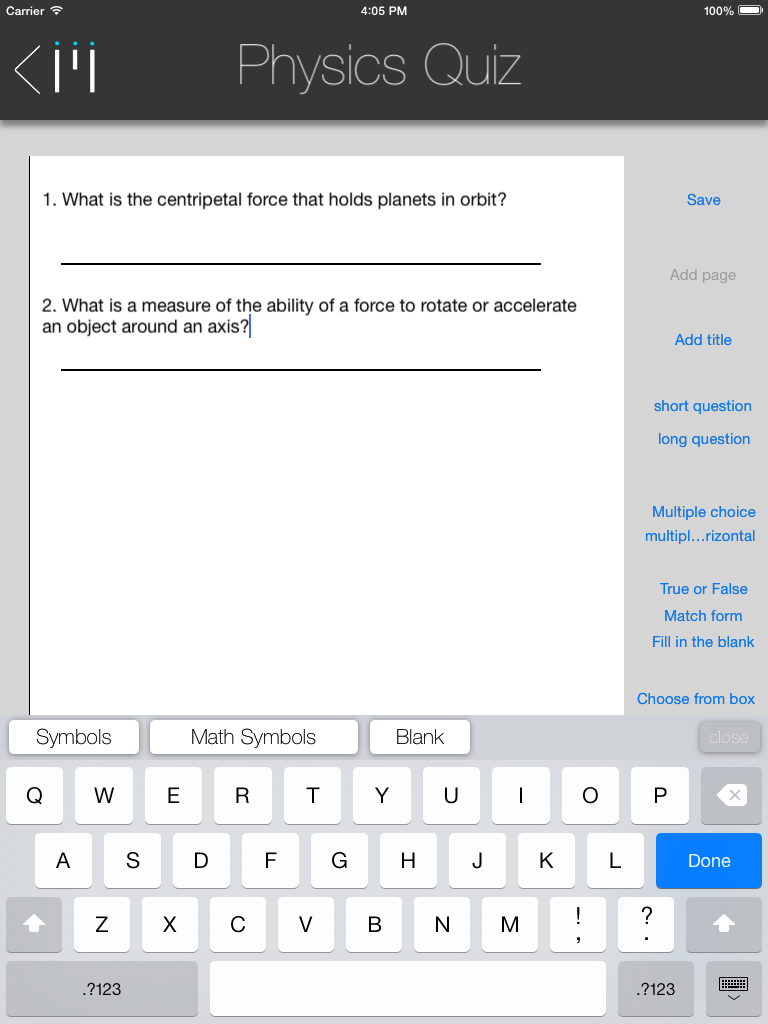 Carrier 4:05 PM 100%
Physics Quiz
1. What is the centripetal force that holds planets in orbit?
2. What is a measure of the ability of a force to rotate or accelerate
an object around an axis?
Save
Add page
Add title
short question
long question
Multiple choice
multipl...rizontal
True or False
Match form
Fill in the blank
Choose from box
Symbols Math Symbols Blank close
Q W E R T Y U I O P
A S D F G H J K L Done
Z X C V B N M ! , ? .
.?123 .?123